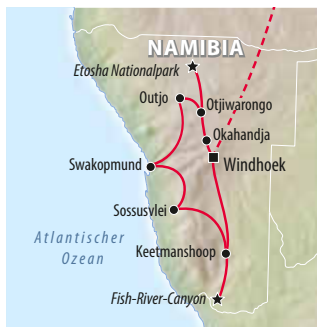 NAMIBIA
Etosha Nationalpark
Outjo
Otjiwarongo
Okahandja
Swakopmund
Windhoek
Sossusvlei
Atlantischer
Ozean
Keetmanshoop
Fish-River-Canyon